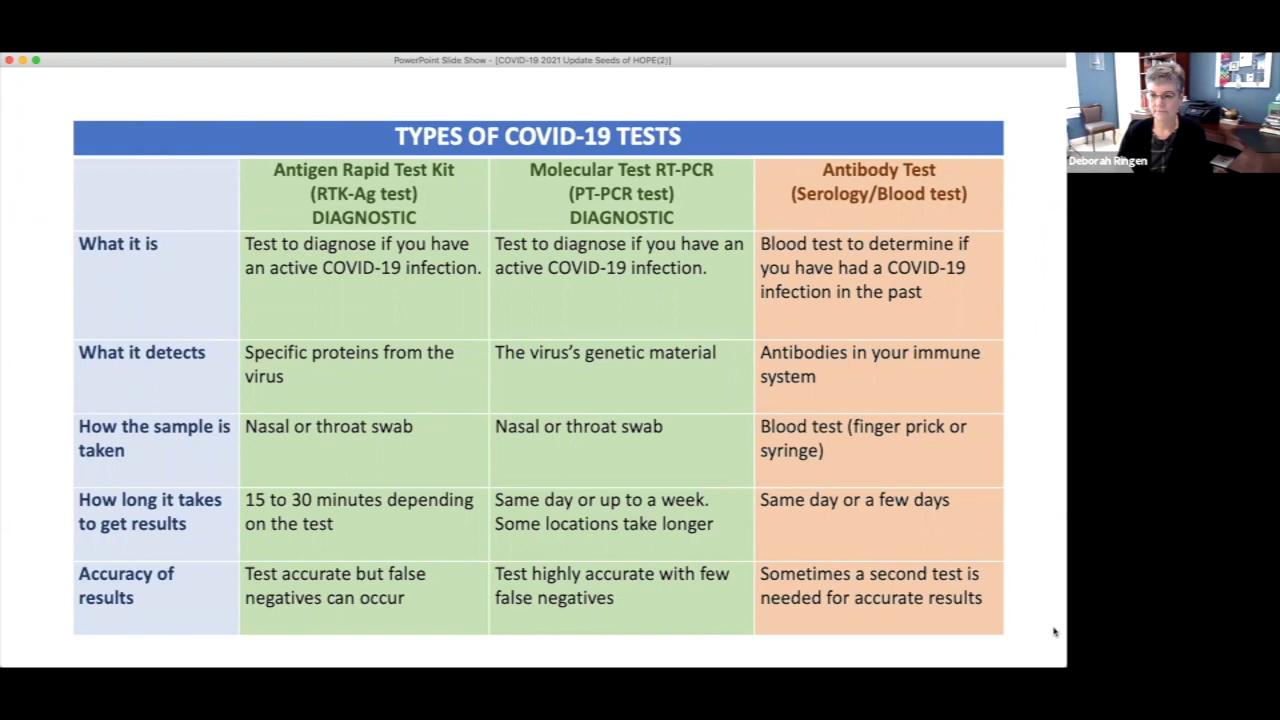 PowerPoint Slide Show - [COVID-19 2021 Update Seeds of HOPE(2)]
Deborah Ringen
TYPES OF COVID-19 TESTS
Antigen Rapid Test Kit
(RTK-Ag test)
DIAGNOSTIC
Molecular Test RT-PCR
(PT-PCR test)
DIAGNOSTIC
Antibody Test
(Serology/Blood test)
What it is
Test to diagnose if you have
an active COVID-19 infection.
Test to diagnose if you have an
active COVID-19 infection.
Blood test to determine if
you have had a COVID-19
infection in the past
What it detects
Specific proteins from the
virus
The virus's genetic material
Antibodies in your immune
system
How the sample is
taken
Nasal or throat swab
Nasal or throat swab
Blood test (finger prick or
syringe)
How long it takes
to get results
15 to 30 minutes depending
on the test
Same day or up to a week.
Some locations take longer
Same day or a few days
Accuracy of
results
Test accurate but false
negatives can occur
Test highly accurate with few
false negatives
Sometimes a second test is
needed for accurate results